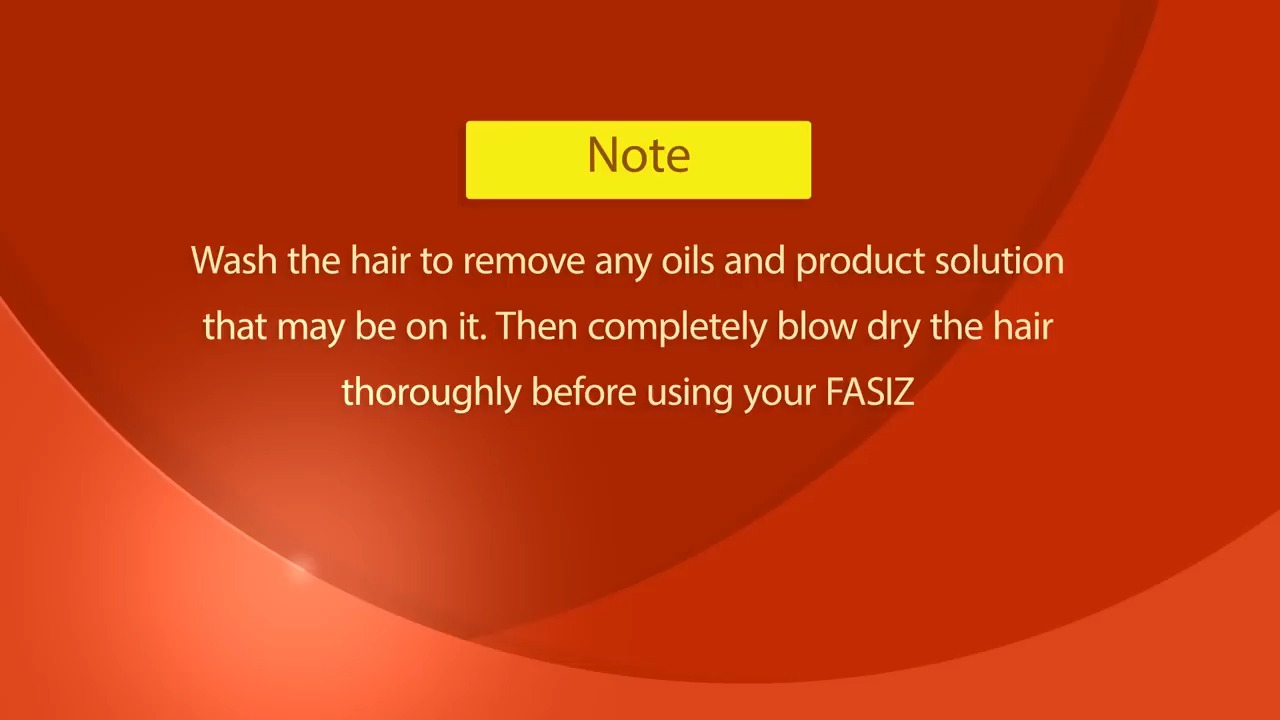 Note
Wash the hair to remove any oils and product solution
that may be on it. Then completely blow dry the hair
thoroughly before using your FASIZ